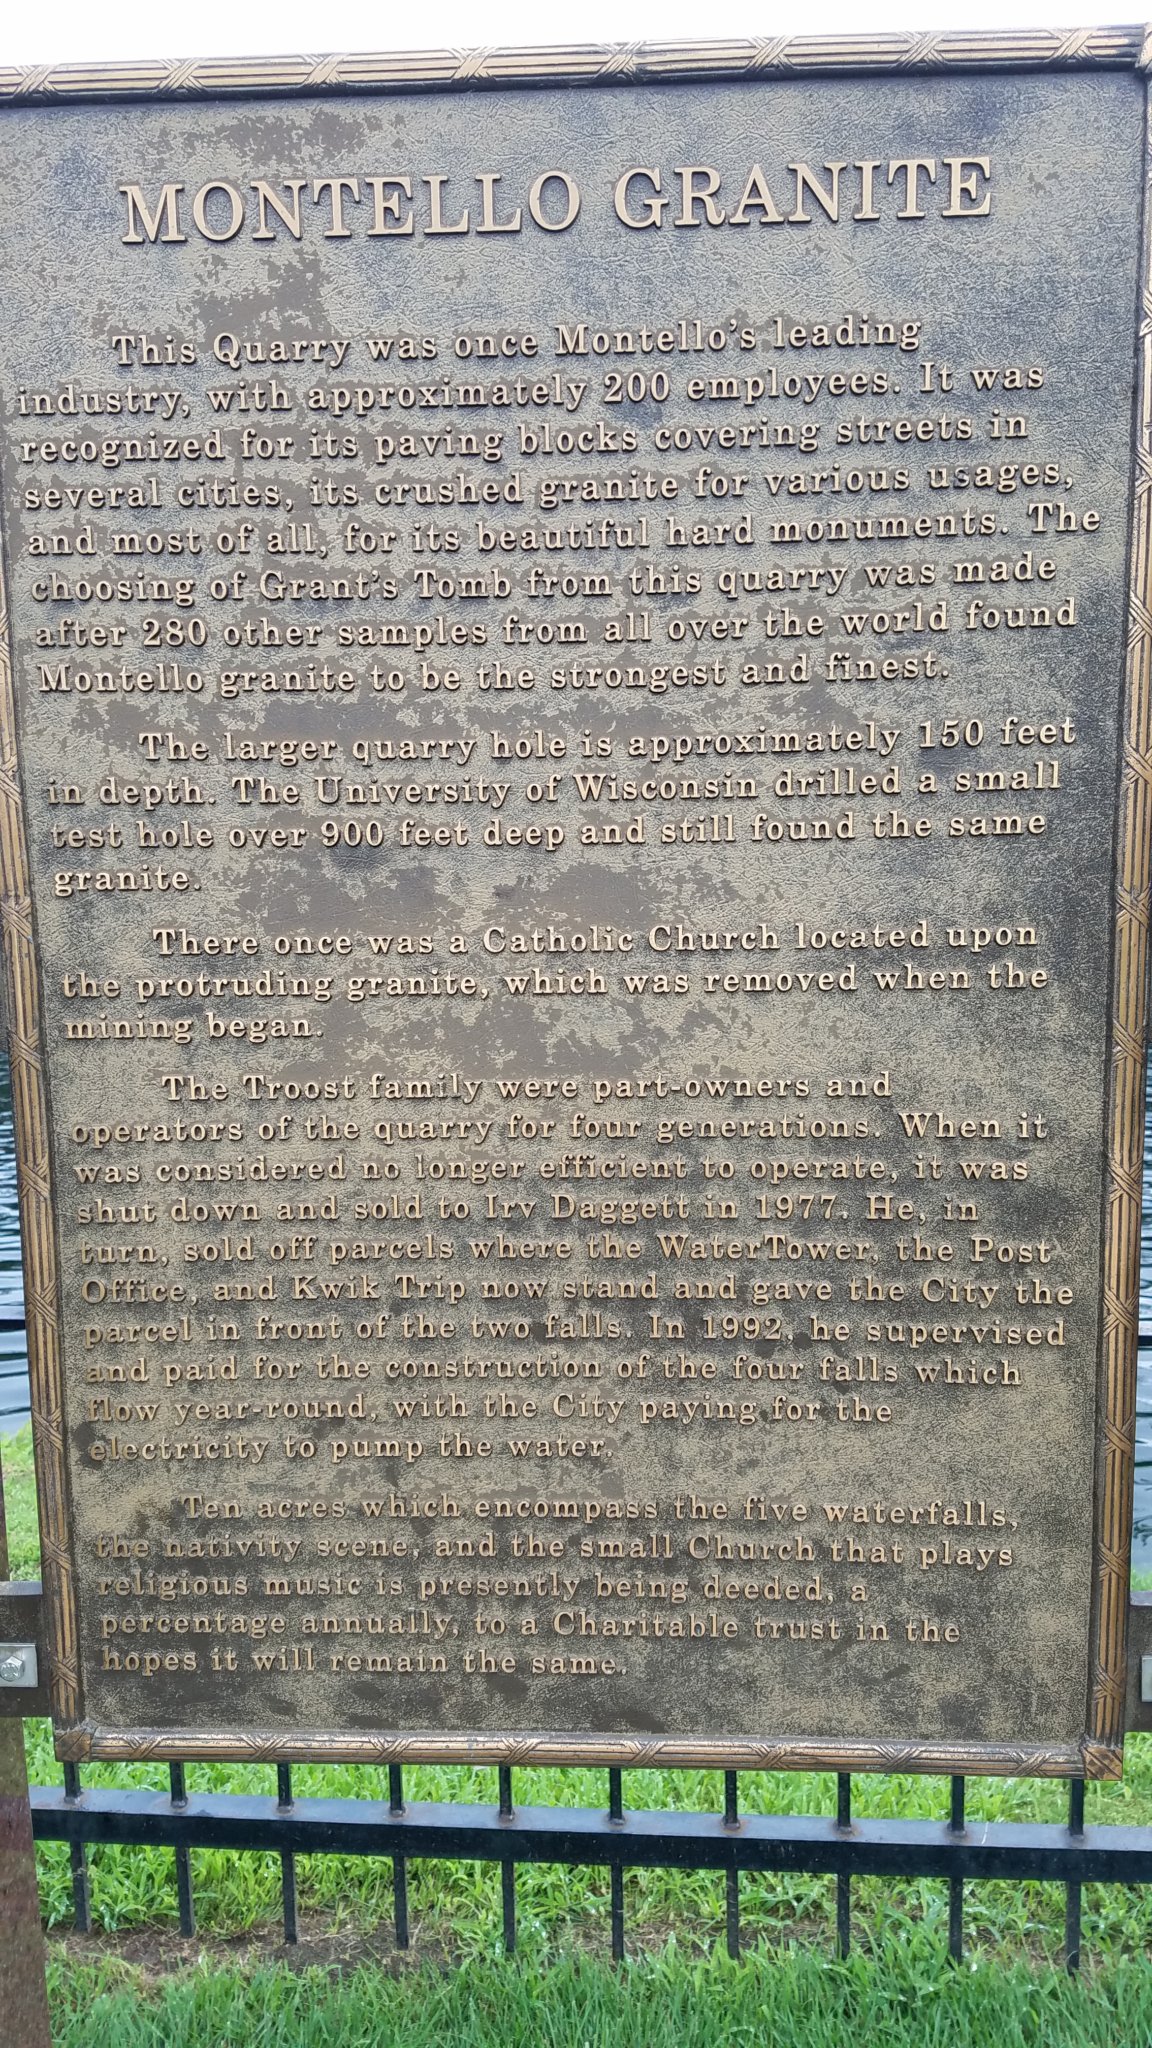 MONTELLO GRANITE
This Quarry was once Montello's leading
industry, with approximately 200 employees. It was
recognized for its paving blocks covering streets in
several cities, its crushed granite for various usages,
and most of all, for its beautiful hard monuments. The
choosing of Grant's Tomb from this quarry was made
after 280 other samples from all over the world found
Montello granite to be the strongest and finest.
The larger quarry hole is approximately 150 feet
in depth. The University of Wisconsin drilled a small
test hole over 900 feet deep and still found the same
granite.
There once was a Catholic Church located upon
the protruding granite, which was removed when the
mining began.
The Troost family were part-owners and
operators of the quarry for four generations. When it
was considered no longer efficient to operate, it was
shut down and sold to Irv Daggett in 1977. He, in
turn, sold off parcels where the WaterTower, the Post
Office, and Kwik Trip now stand and gave the City the
parcel in front of the two falls. In 1992, he supervised
and paid for the construction of the four falls which
flow year-round, with the City paying for the
electricity to pump the water.
Ten acres which encompass the five waterfalls,
the nativity scene, and the small Church that plays
religious music is presently being deeded, a
percentage annually, to a Charitable trust in the
hopes it will remain the same.